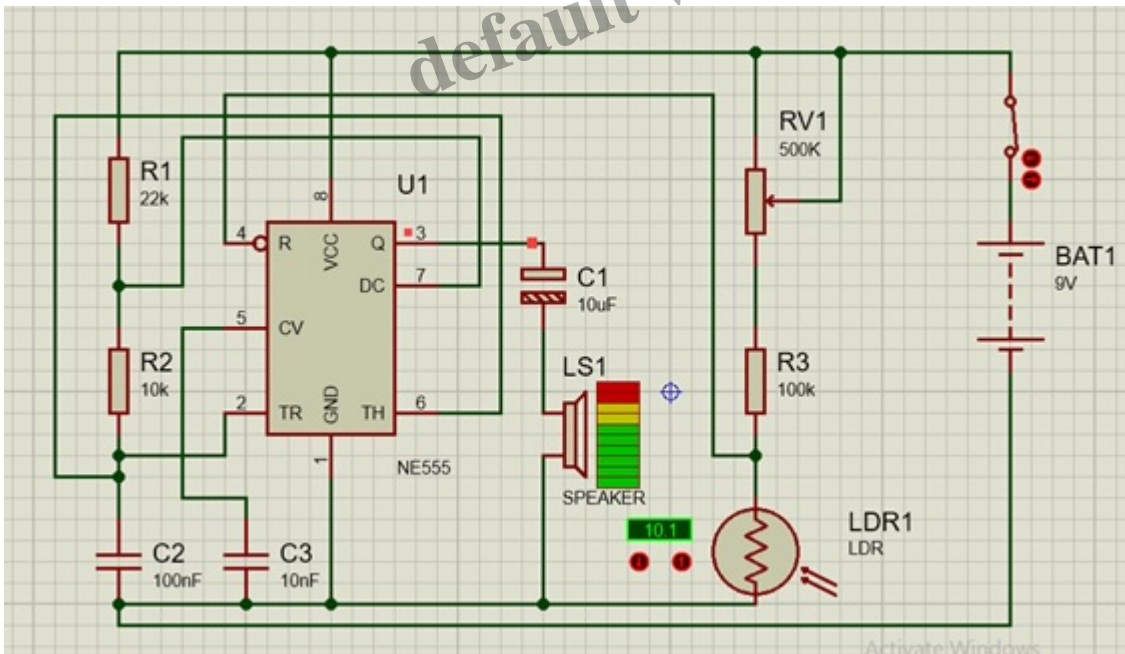 default
RV1
500K
R1
22k
U1
8
4
R
VCC
Q
3
C1
10uF
BAT1
9V
DC
7
5
CV
R2
10k
LS1
R3
100k
2
TR
GND
TH
6
1
NE555
SPEAKER
10.1
LDR1
LDR
C2
100nF
C3
10nF
Activate Windows